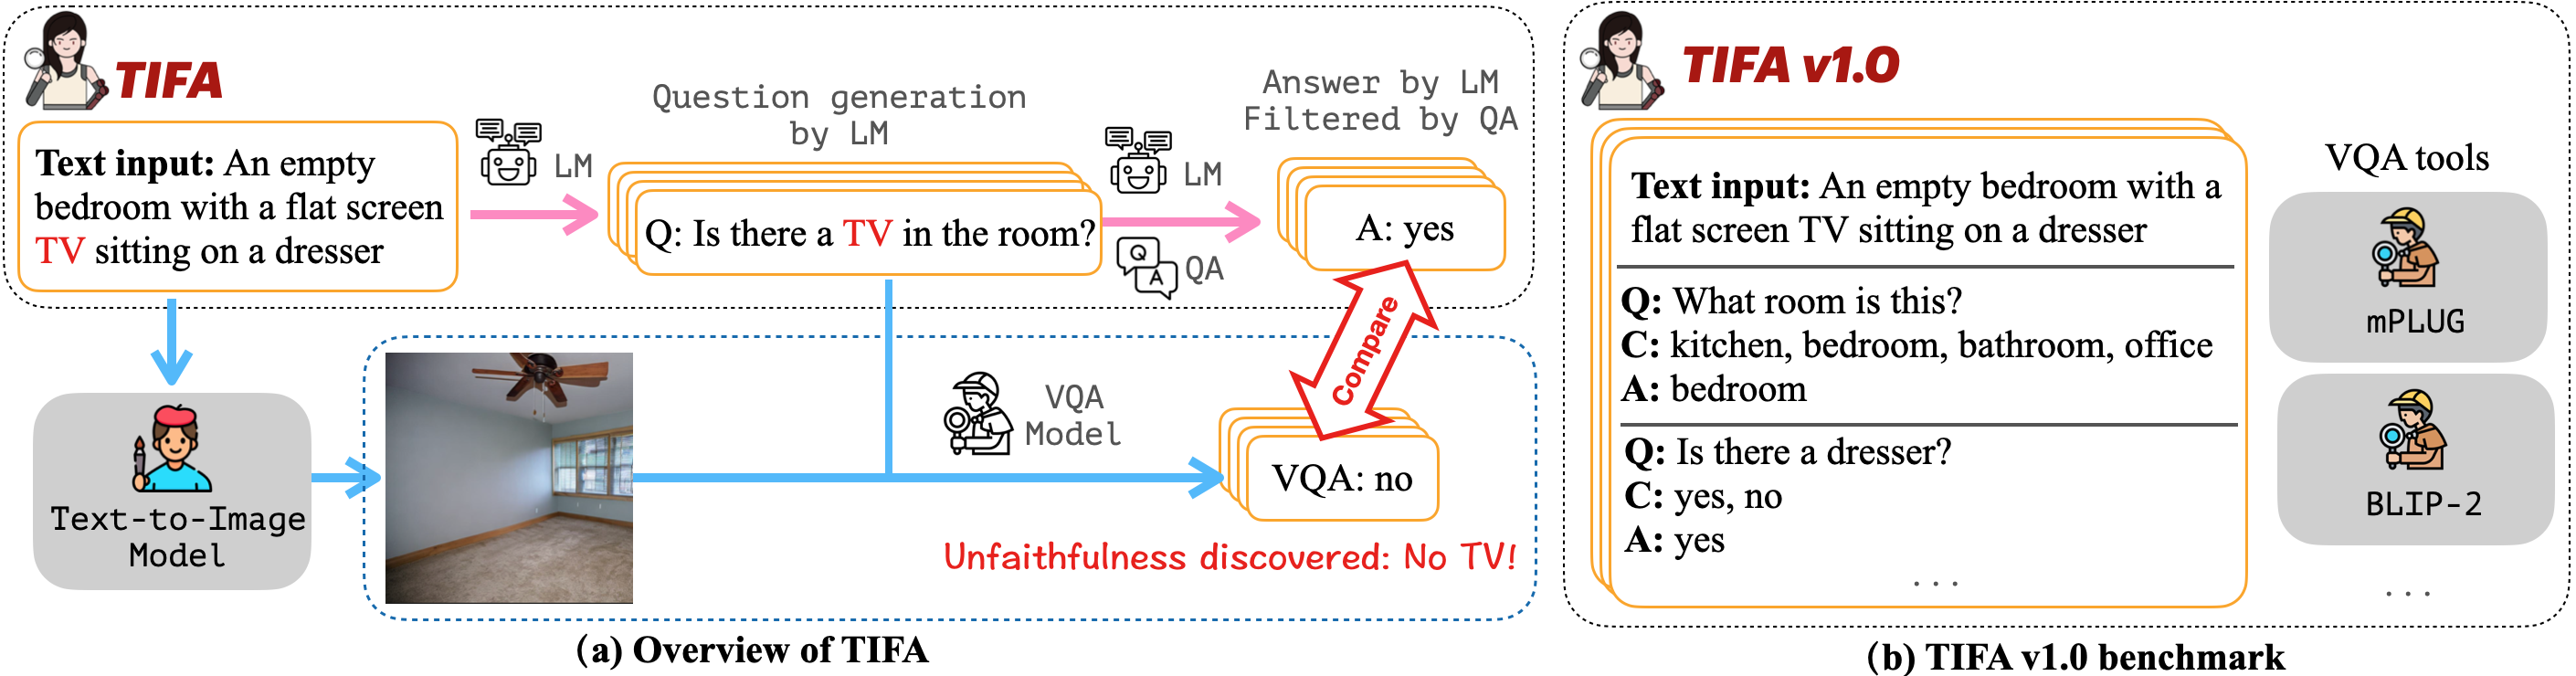 TIFA
Text input: An empty
bedroom with a flat screen
TV sitting on a dresser
LM
Question generation
by LM
Q: Is there a TV in the room?
LM
QA
Answer by LM
Filtered by QA
A: yes
Compare
Text-to-Image
Model
VQA
Model
VQA: no
Unfaithfulness discovered: No TV!
(a) Overview of TIFA
TIFA v1.0
Text input: An empty bedroom with a
flat screen TV sitting on a dresser
Q: What room is this?
C: kitchen, bedroom, bathroom, office
A: bedroom
Q: Is there a dresser?
C: yes, no
A: yes
...
VQA tools
mPLUG
BLIP-2
...
(b) TIFA v1.0 benchmark